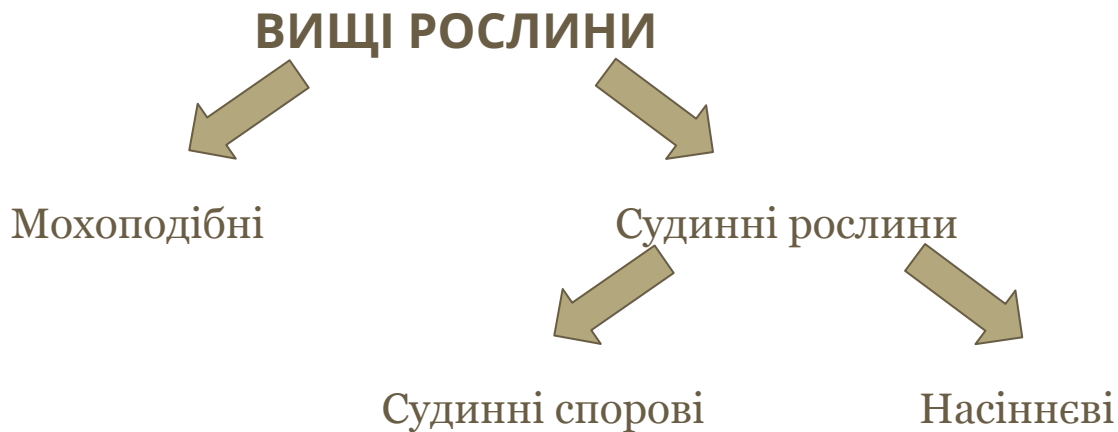 ВИЩІ РОСЛИНИ
Мохоподібні
Судинні рослини
Судинні спорові
Насіннєві